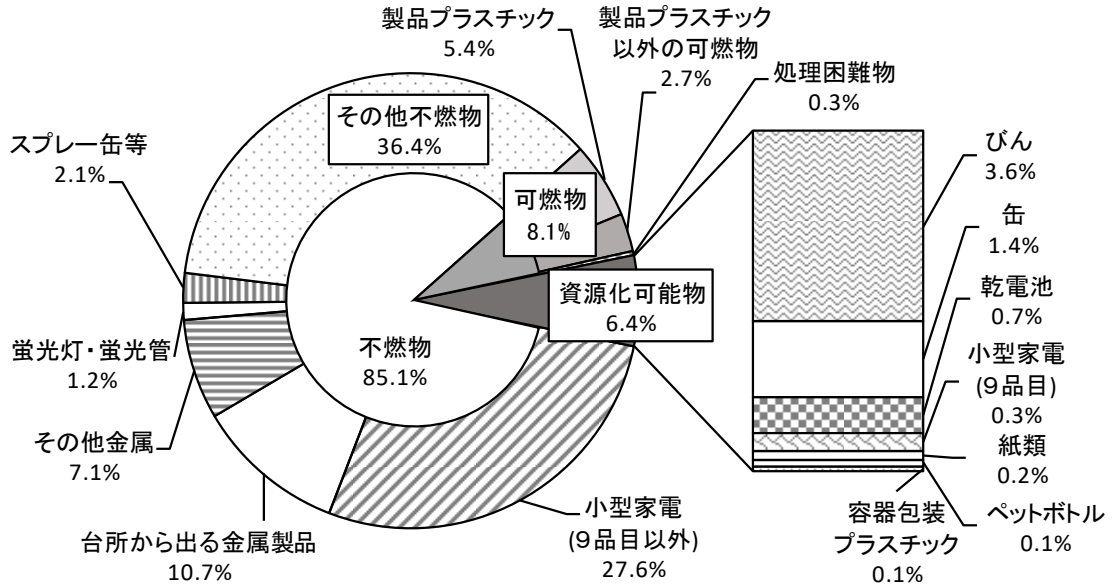 製品プラスチック
5.4%
製品プラスチック
以外の可燃物
2.7%
処理困難物
0.3%
その他不燃物
36.4%
スプレー缶等
2.1%
可燃物
8.1%
びん
3.6%
缶
1.4%
資源化可能物
6.4%
乾電池
0.7%
不燃物
85.1%
蛍光灯・蛍光管
1.2%
小型家電
(9品目)
0.3%
その他金属
7.1%
紙類
0.2%
小型家電
(9品目以外)
27.6%
容器包装
プラスチック
0.1%
ペットボトル
0.1%
台所から出る金属製品
10.7%